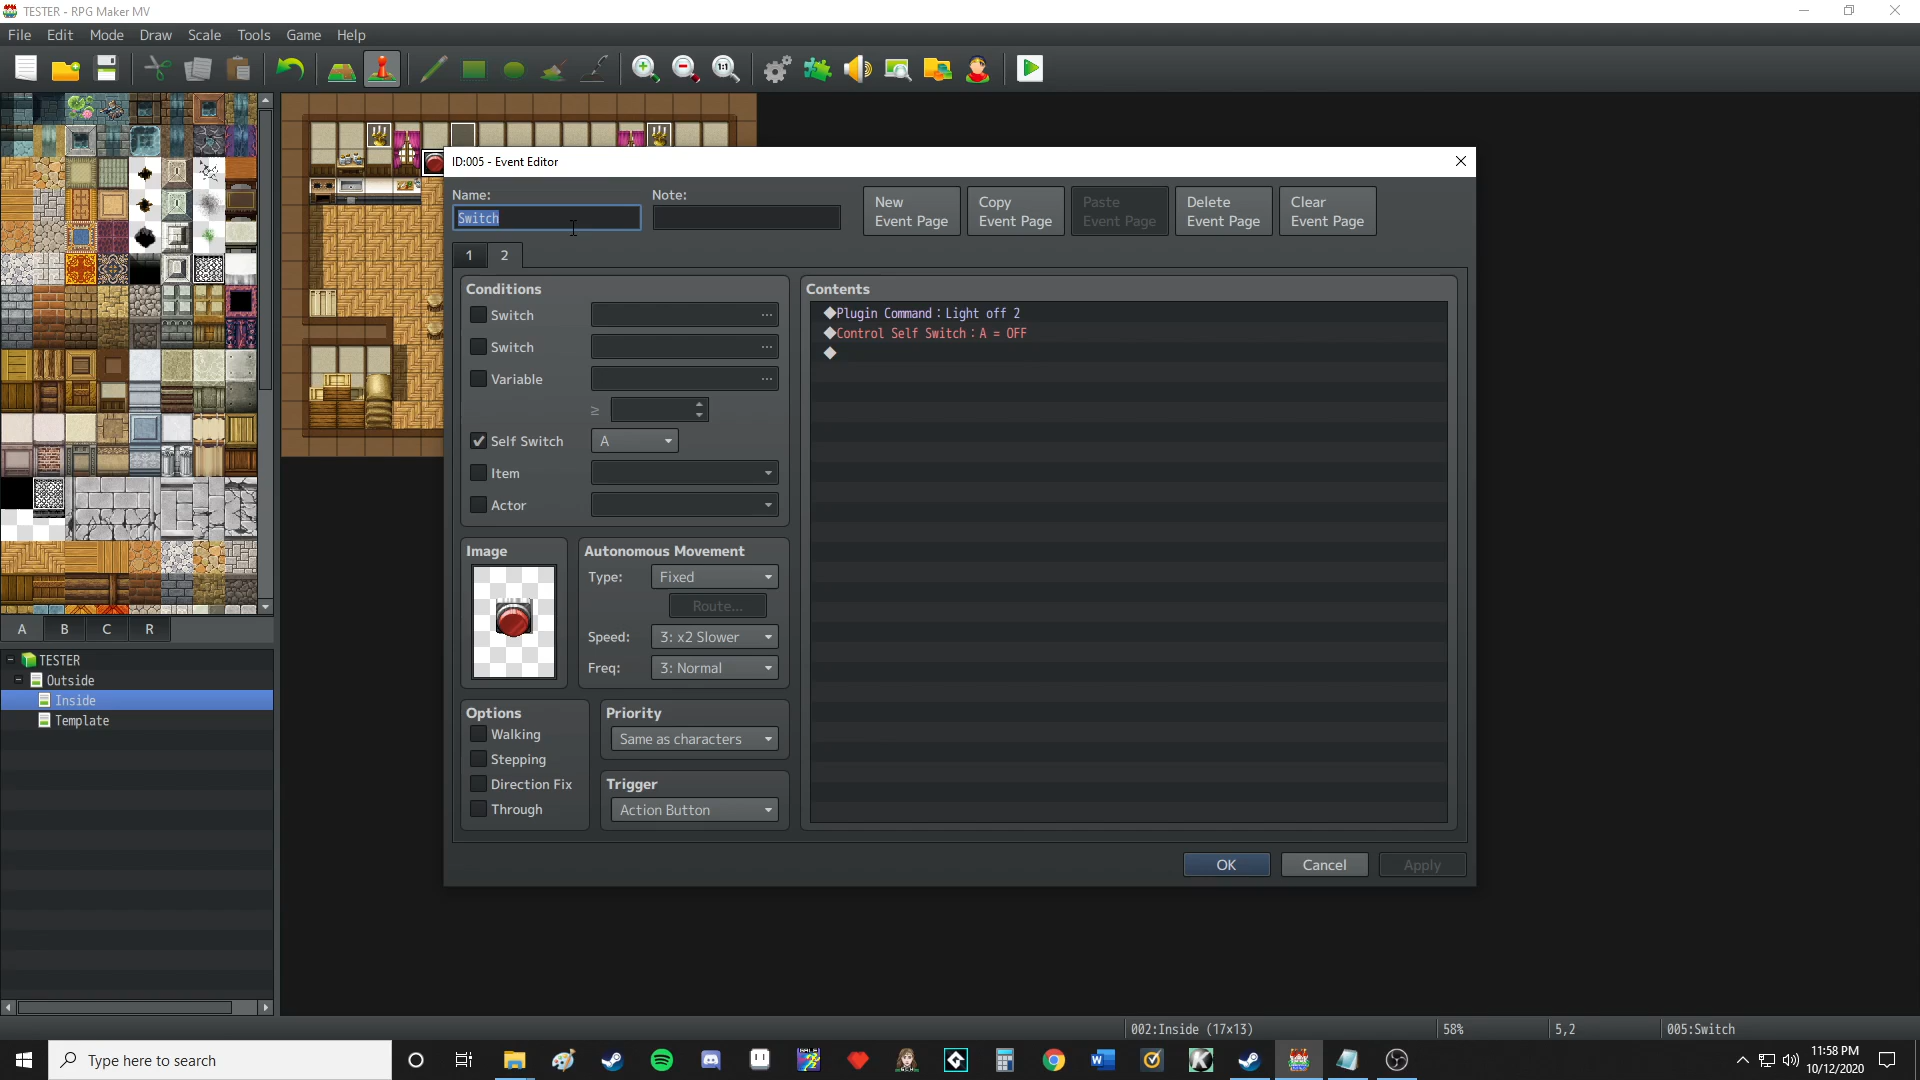 TESTER - RPG Maker MV
File Edit Mode Draw Scale Tools Game Help
1:1
ID:005 - Event Editor
Name: Note:
Switch
New Event Page
Copy Event Page
Paste Event Page
Delete Event Page
Clear Event Page
1 2
Conditions
Switch ...
Switch ...
Variable ...
≥
Self Switch A
Item
Actor
Image
Autonomous Movement
Type: Fixed
Route...
Speed: 3: x2 Slower
Freq: 3: Normal
Options
Walking
Stepping
Direction Fix
Through
Priority
Same as characters
Trigger
Action Button
Contents
◆Plugin Command : Light off 2
◆Control Self Switch : A = OFF
◆
OK Cancel Apply
A B C R
TESTER
Outside
Inside
Template
002:Inside (17x13) 58% 5,2 005:Switch
Type here to search
11:58 PM
10/12/2020